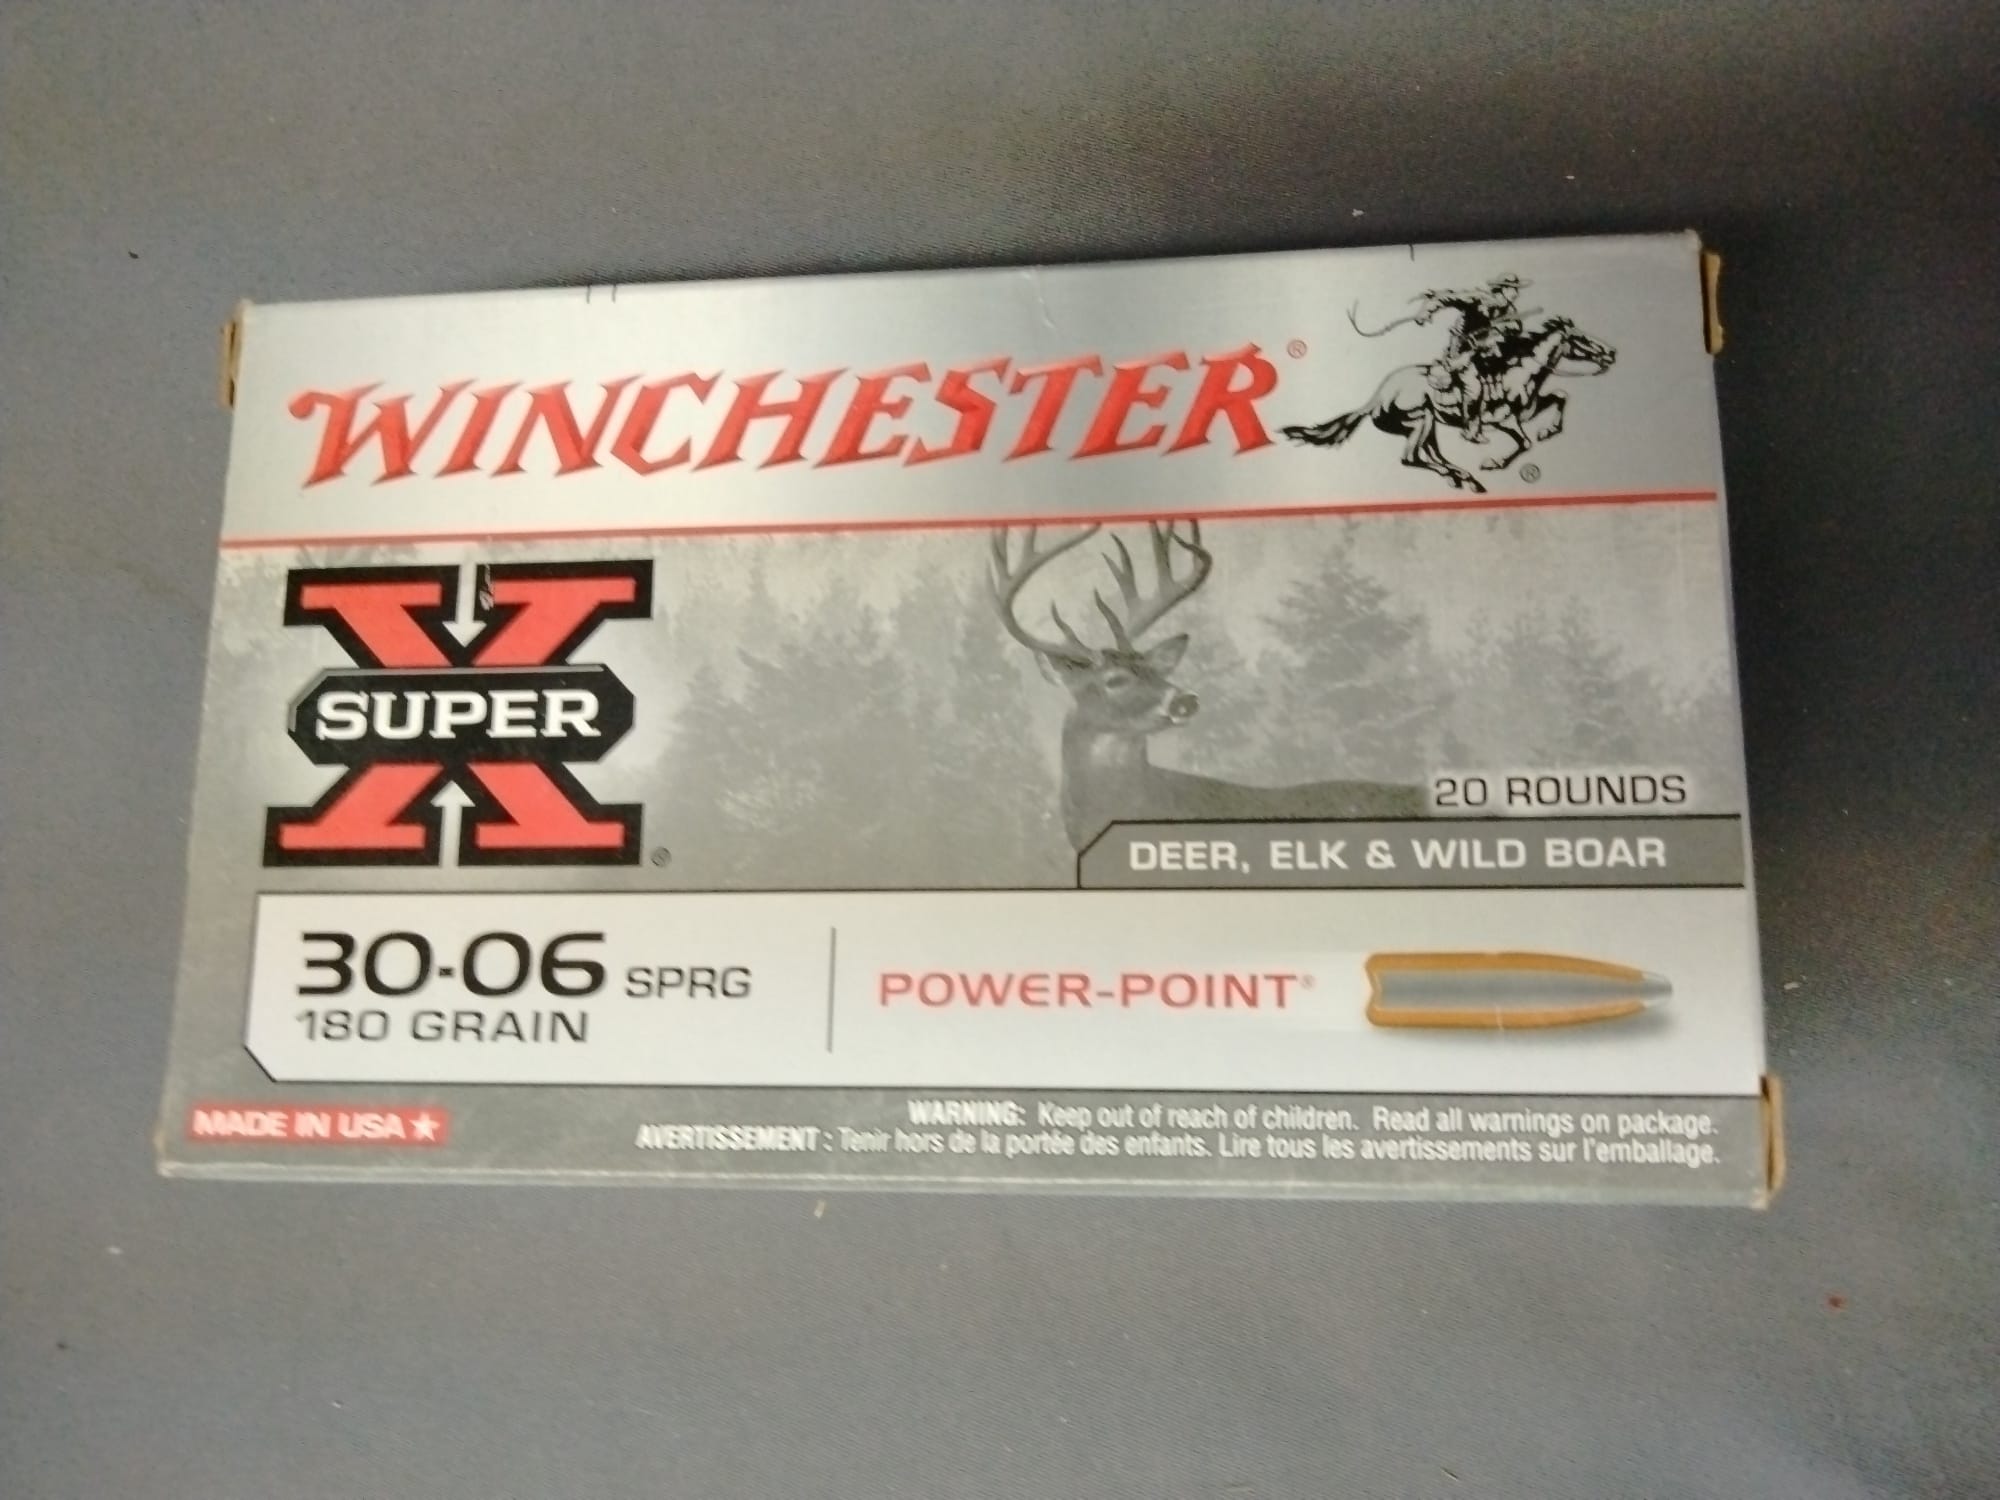 WINCHESTER®
®
SUPER X
®
20 ROUNDS
DEER, ELK & WILD BOAR
30-06 SPRG
180 GRAIN
POWER-POINT®
MADE IN USA ★
WARNING: Keep out of reach of children. Read all warnings on package.
AVERTISSEMENT : Tenir hors de la portée des enfants. Lire tous les avertissements sur l'emballage.